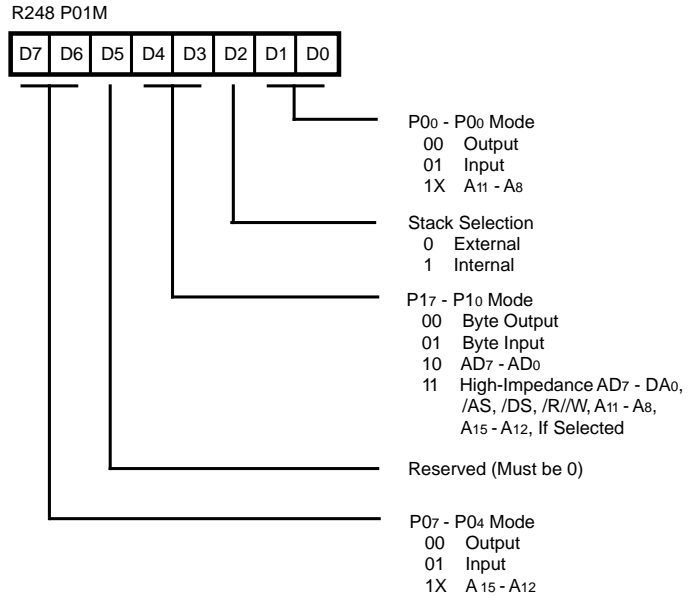 R248 P01M
D7 D6 D5 D4 D3 D2 D1 D0
P00 - P00 Mode
00 Output
01 Input
1X A11 - A8
Stack Selection
0 External
1 Internal
P17 - P10 Mode
00 Byte Output
01 Byte Input
10 AD7 - AD0
11 High-Impedance AD7 - DA0,
/AS, /DS, /R//W, A11 - A8,
A15 - A12, If Selected
Reserved (Must be 0)
P07 - P04 Mode
00 Output
01 Input
1X A 15 - A12